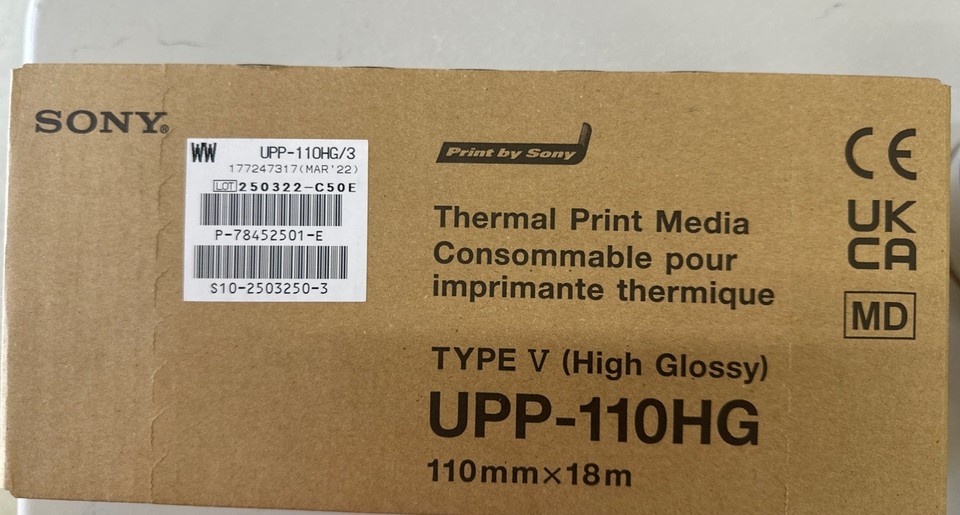 SONY®
WW UPP-110HG/3
177247317(MAR'22)
LOT 250322-C50E
P-78452501-E
S10-2503250-3
Print by Sony
Thermal Print Media
Consommable pour
imprimante thermique
TYPE V (High Glossy)
UPP-110HG
110mm×18m
CE
UK
CA
MD